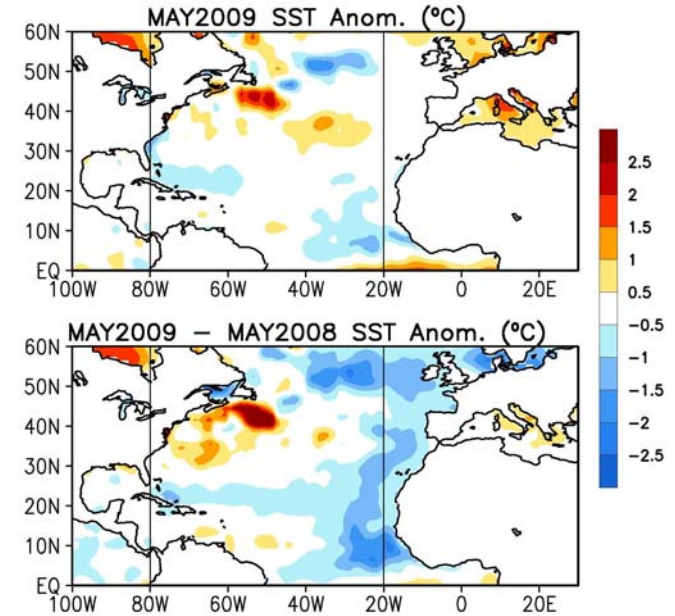 MAY2009 SST Anom. (ºC)
60N
50N
40N
30N
20N
10N
EQ
100W 80W 60W 40W 20W 0 20E
2.5
2
1.5
1
0.5
−0.5
−1
−1.5
−2
−2.5
MAY2009 − MAY2008 SST Anom. (ºC)
60N
50N
40N
30N
20N
10N
EQ
100W 80W 60W 40W 20W 0 20E